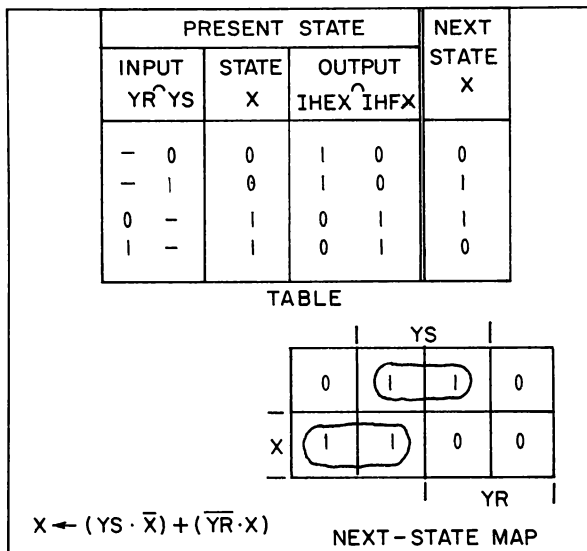 PRESENT STATE NEXT STATE X
INPUT STATE OUTPUT
YR⌒YS X IHEX⌒IHFX
– 0 0 1 0 0
– 1 0 1 0 1
0 – 1 0 1 1
1 – 1 0 1 0
TABLE
YS
0 1 1 0
X 1 1 0 0
YR
X ← (YS · X̅) + (Y̅R̅ · X)
NEXT-STATE MAP